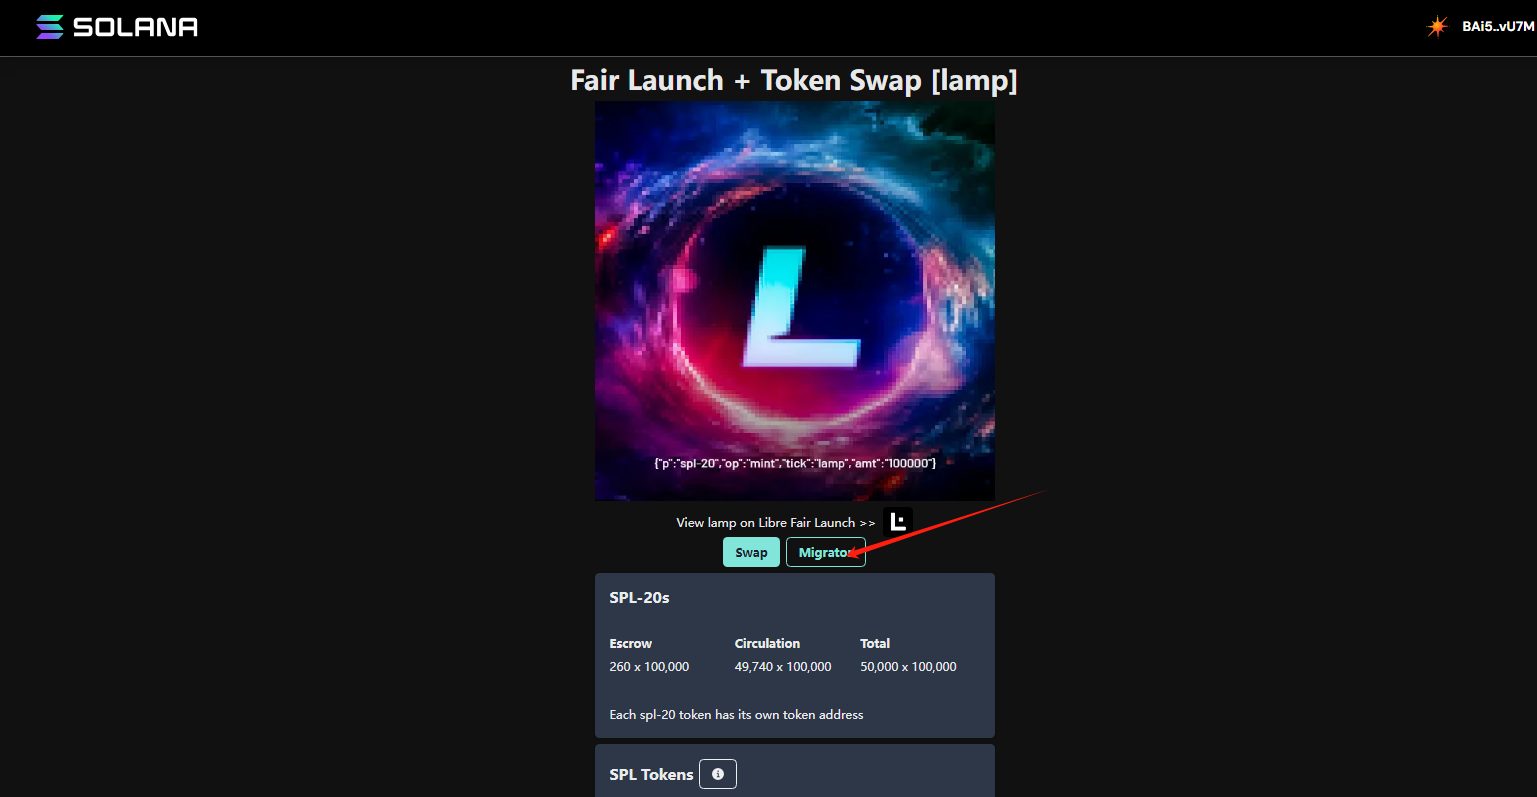 SOLANA
BAi5..vU7M
Fair Launch + Token Swap [lamp]
L
{"p":"spl-20","op":"mint","tick":"lamp","amt":"100000"}
View lamp on Libre Fair Launch >>
Swap
Migrator
SPL-20s
Escrow Circulation Total
260 x 100,000 49,740 x 100,000 50,000 x 100,000
Each spl-20 token has its own token address
SPL Tokens